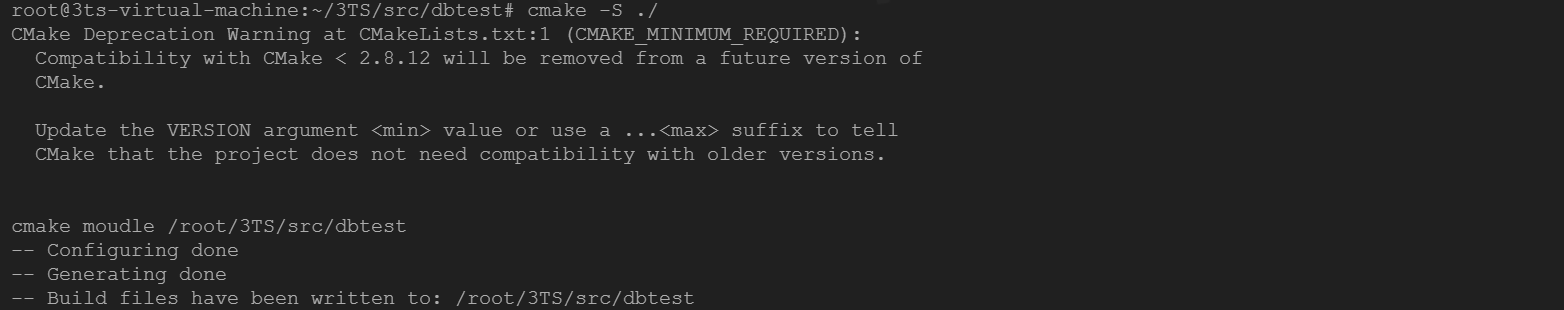 root@3ts-virtual-machine:~/3TS/src/dbtest# cmake -S ./
CMake Deprecation Warning at CMakeLists.txt:1 (CMAKE_MINIMUM_REQUIRED):
  Compatibility with CMake < 2.8.12 will be removed from a future version of
  CMake.

  Update the VERSION argument <min> value or use a ...<max> suffix to tell
  CMake that the project does not need compatibility with older versions.


cmake moudle /root/3TS/src/dbtest
-- Configuring done
-- Generating done
-- Build files have been written to: /root/3TS/src/dbtest